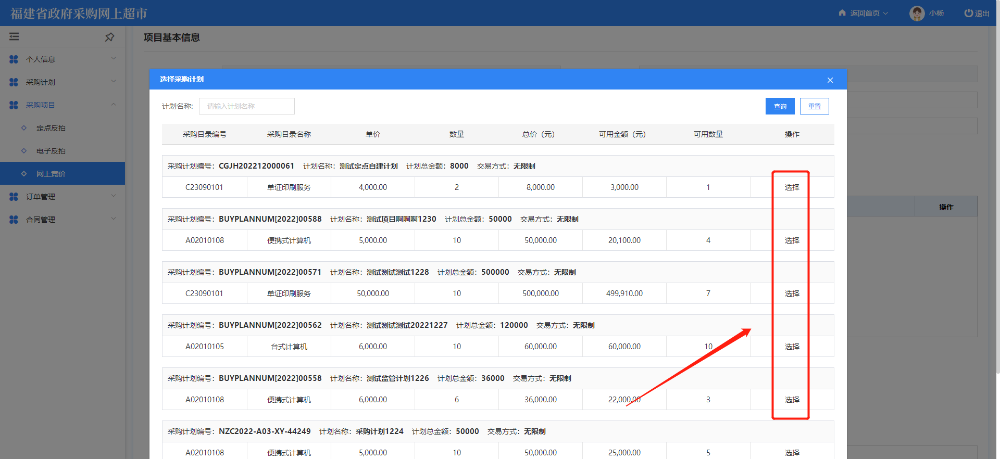 福建省政府采购网上超市
返回首页
小杨
退出
个人信息
采购计划
采购项目
定点反拍
电子反拍
网上竞价
订单管理
合同管理
项目基本信息
操作
选择采购计划
计划名称: 请输入计划名称
查询 重置
采购目录编号 采购目录名称 单价 数量 总价（元） 可用金额（元） 可用数量 操作
采购计划编号：CGJH202212000061 计划名称：测试定点自建计划 计划总金额：8000 交易方式：无限制
C23090101 单证印刷服务 4,000.00 2 8,000.00 3,000.00 1 选择
采购计划编号：BUYPLANNUM[2022]00588 计划名称：测试项目啊啊啊1230 计划总金额：50000 交易方式：无限制
A02010108 便携式计算机 5,000.00 10 50,000.00 20,100.00 4 选择
采购计划编号：BUYPLANNUM[2022]00571 计划名称：测试测试测试1228 计划总金额：500000 交易方式：无限制
C23090101 单证印刷服务 50,000.00 10 500,000.00 499,910.00 7 选择
采购计划编号：BUYPLANNUM[2022]00562 计划名称：测试测试测试20221227 计划总金额：120000 交易方式：无限制
A02010105 台式计算机 6,000.00 10 60,000.00 60,000.00 10 选择
采购计划编号：BUYPLANNUM[2022]00558 计划名称：测试监管计划1226 计划总金额：36000 交易方式：无限制
A02010108 便携式计算机 6,000.00 6 36,000.00 22,000.00 3 选择
采购计划编号：NZC2022-A03-XY-44249 计划名称：采购计划1224 计划总金额：50000 交易方式：无限制
A02010108 便携式计算机 5,000.00 10 50,000.00 25,000.00 5 选择